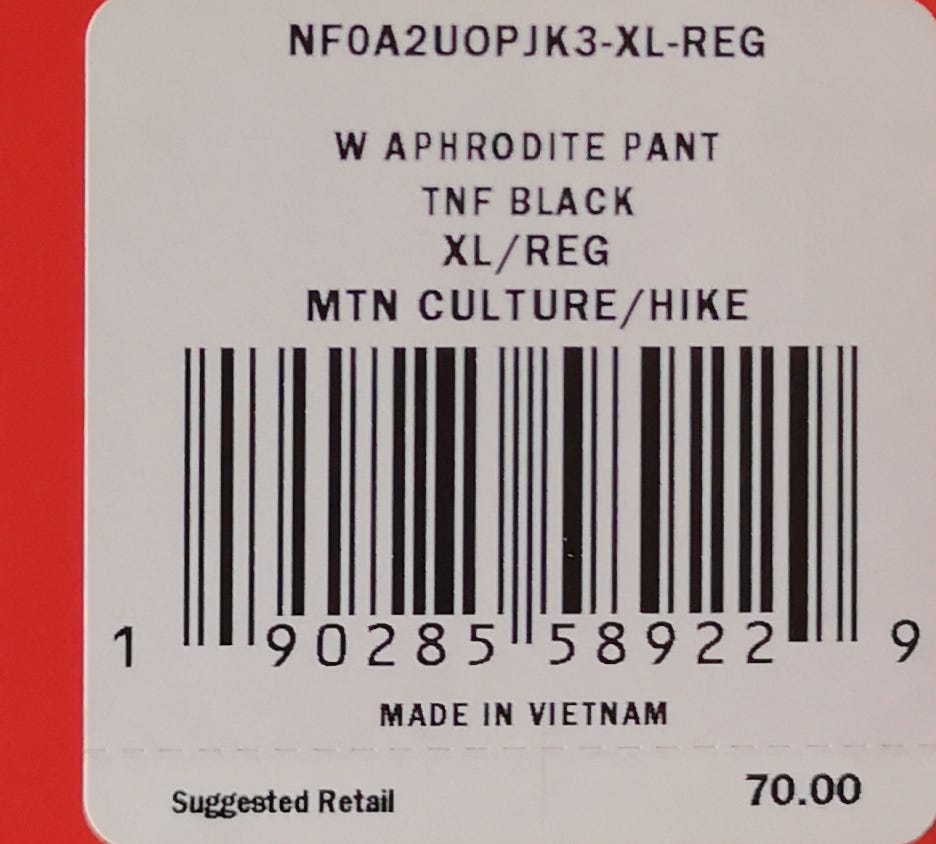 NF0A2UOPJK3-XL-REG
W APHRODITE PANT
TNF BLACK
XL/REG
MTN CULTURE/HIKE
1 90285 58922 9
MADE IN VIETNAM
Suggested Retail 70.00